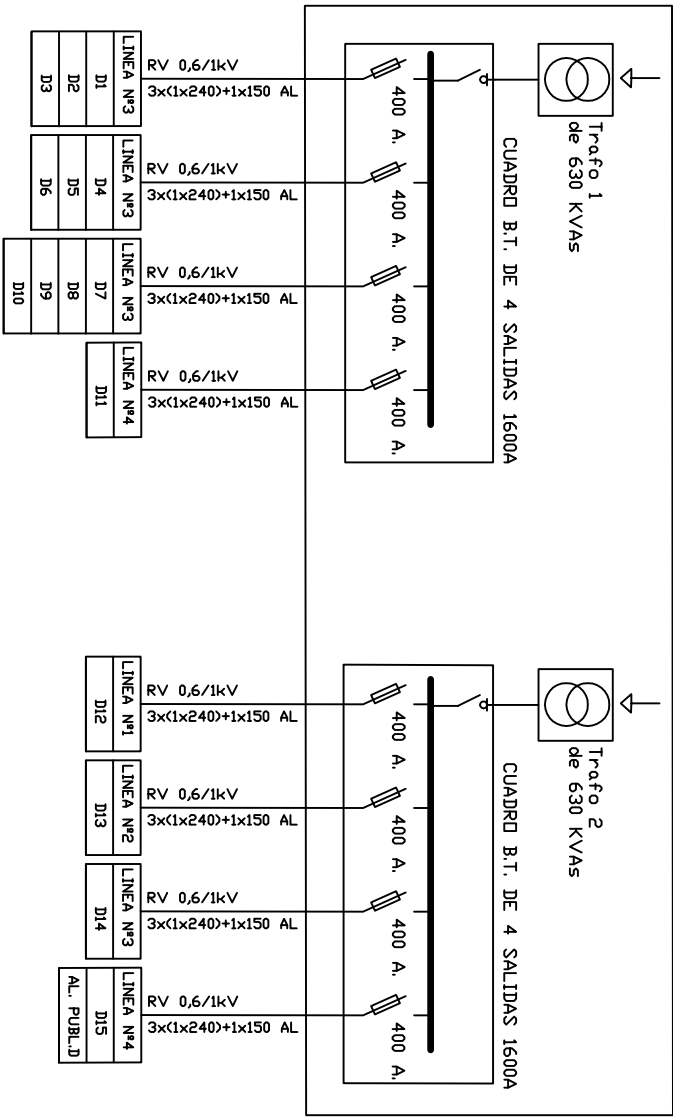 Trafo 1
de 630 KVAs
CUADRO B.T. DE 4 SALIDAS 1600A
400 A.
400 A.
400 A.
400 A.
RV 0,6/1kV
3x(1x240)+1x150 AL
RV 0,6/1kV
3x(1x240)+1x150 AL
RV 0,6/1kV
3x(1x240)+1x150 AL
RV 0,6/1kV
3x(1x240)+1x150 AL
LINEA Nº3
D1
D2
D3
LINEA Nº3
D4
D5
D6
LINEA Nº3
D7
D8
D9
D10
LINEA Nº4
D11
Trafo 2
de 630 KVAs
CUADRO B.T. DE 4 SALIDAS 1600A
400 A.
400 A.
400 A.
400 A.
RV 0,6/1kV
3x(1x240)+1x150 AL
RV 0,6/1kV
3x(1x240)+1x150 AL
RV 0,6/1kV
3x(1x240)+1x150 AL
RV 0,6/1kV
3x(1x240)+1x150 AL
LINEA Nº1
D12
LINEA Nº2
D13
LINEA Nº3
D14
LINEA Nº4
D15
AL. PUBL.D